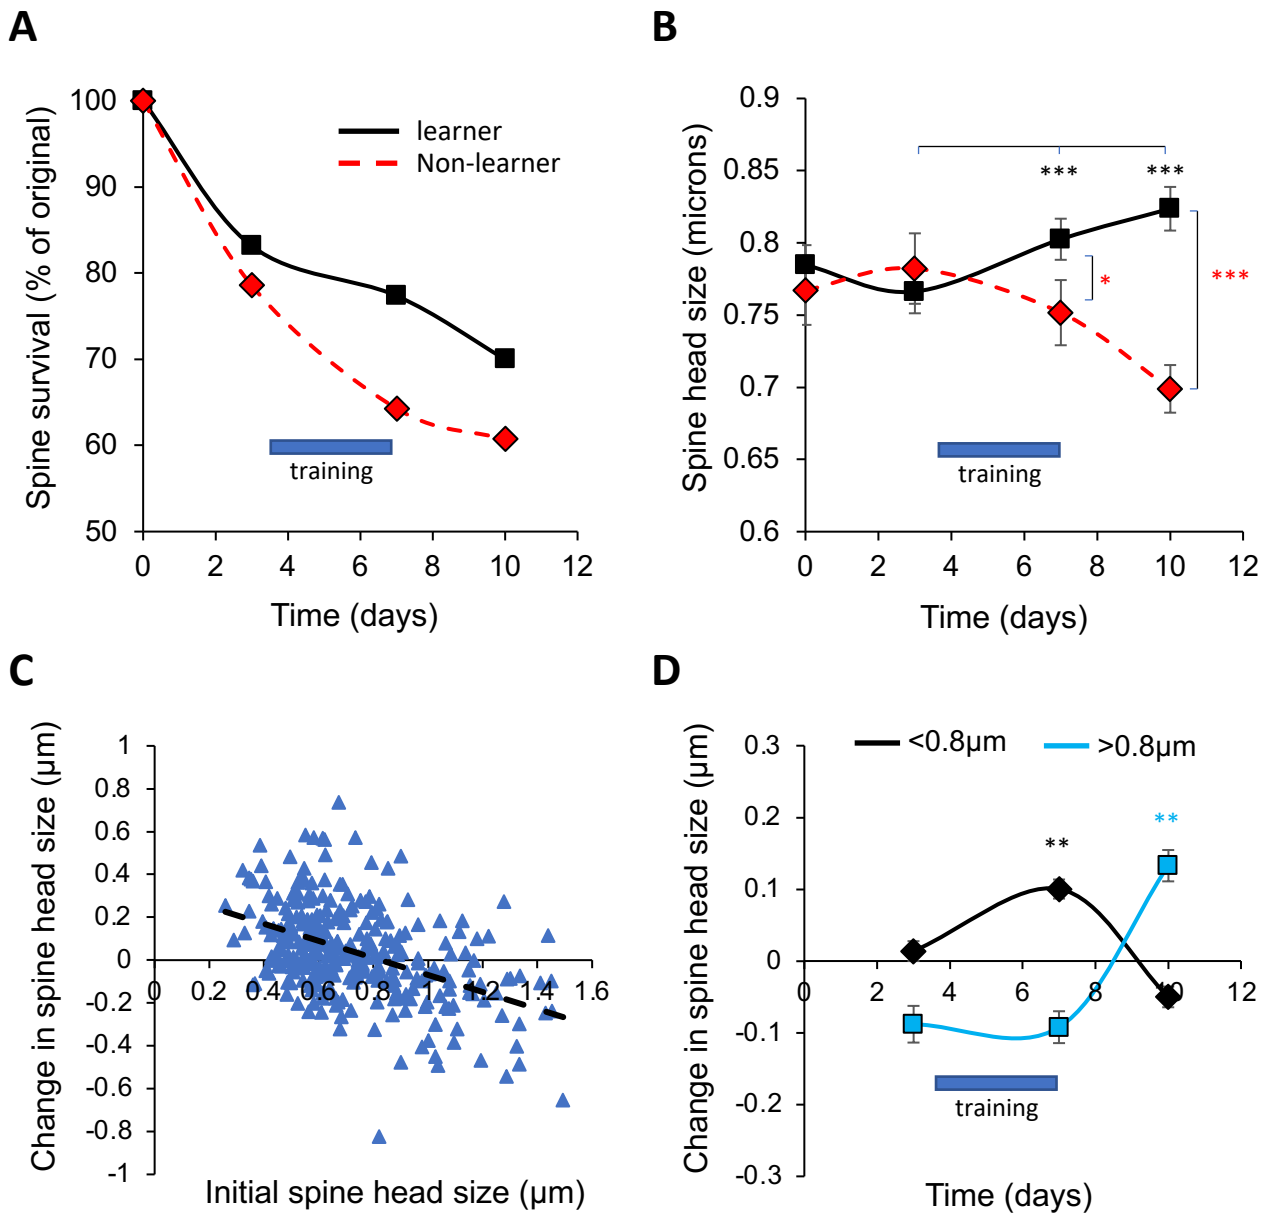 A
Spine survival (% of original)
100
90
80
70
60
50
learner
Non-learner
training
0 2 4 6 8 10 12
Time (days)
B
Spine head size (microns)
0.9
0.85
0.8
0.75
0.7
0.65
0.6
*** ***
*
***
training
0 2 4 6 8 10 12
Time (days)
C
Change in spine head size (µm)
1
0.8
0.6
0.4
0.2
0
-0.2
-0.4
-0.6
-0.8
-1
0 0.2 0.4 0.6 0.8 1 1.2 1.4 1.6
Initial spine head size (µm)
D
Change in spine head size (µm)
0.3
0.2
0.1
0
-0.1
-0.2
-0.3
<0.8µm >0.8µm
**
**
0 2 4 6 8 10 12
training
Time (days)